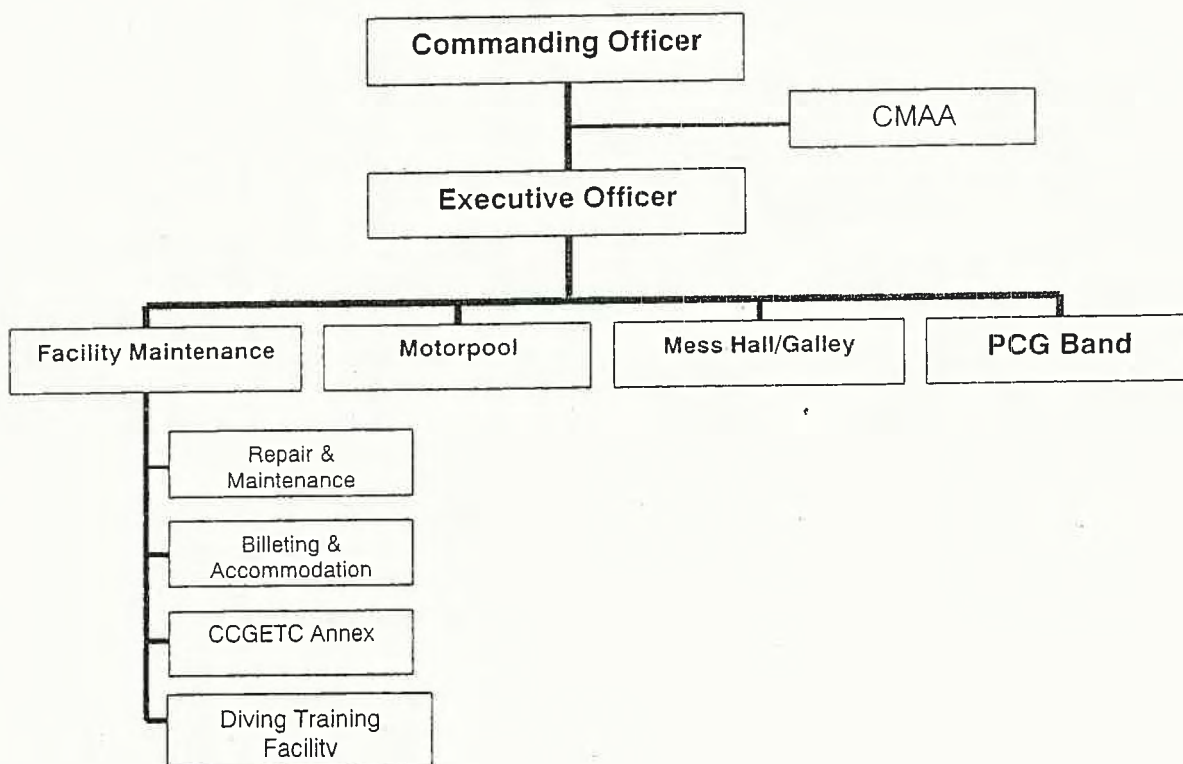 Commanding Officer
CMAA
Executive Officer
Facility Maintenance
Motorpool
Mess Hall/Galley
PCG Band
Repair &
Maintenance
Billeting &
Accommodation
CCGETC Annex
Diving Training
Facility